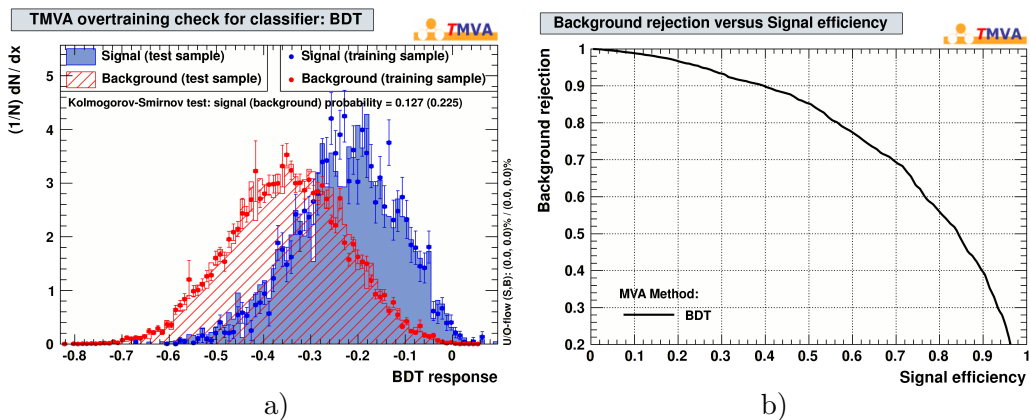 TMVA overtraining check for classifier: BDT
TMVA
(1/N) dN / dx
Signal (test sample)
Background (test sample)
Signal (training sample)
Background (training sample)
Kolmogorov-Smirnov test: signal (background) probability = 0.127 (0.225)
5
4
3
2
1
0
-0.8 -0.7 -0.6 -0.5 -0.4 -0.3 -0.2 -0.1 0
BDT response
U/O-flow (S,B): (0.0, 0.0)% / (0.0, 0.0)%
a)
Background rejection versus Signal efficiency
TMVA
Background rejection
1
0.9
0.8
0.7
0.6
0.5
0.4
0.3
0.2
MVA Method:
BDT
0 0.1 0.2 0.3 0.4 0.5 0.6 0.7 0.8 0.9 1
Signal efficiency
b)